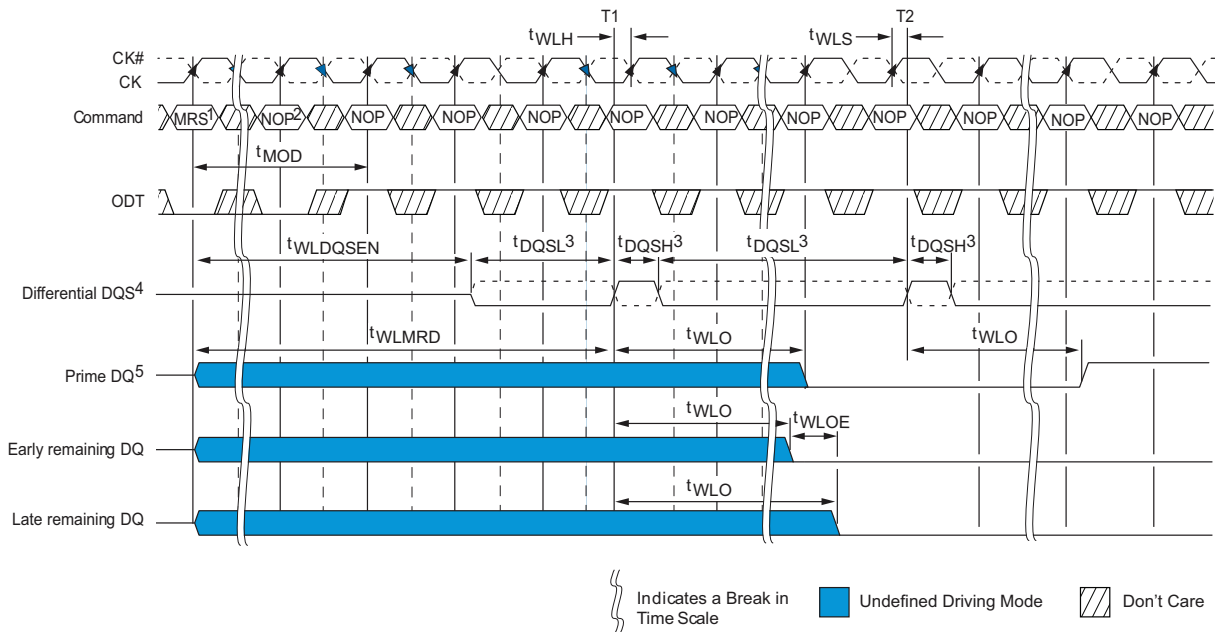 T1 T2
tWLH tWLS
CK#
CK
Command MRS1 NOP2 NOP NOP NOP NOP NOP NOP NOP NOP NOP NOP
tMOD
ODT
tWLDQSEN tDQSL3 tDQSH3 tDQSL3 tDQSH3
Differential DQS4
tWLMRD tWLO tWLO
Prime DQ5
tWLO tWLOE
Early remaining DQ
tWLO
Late remaining DQ
Indicates a Break in
Time Scale
Undefined Driving Mode
Don't Care